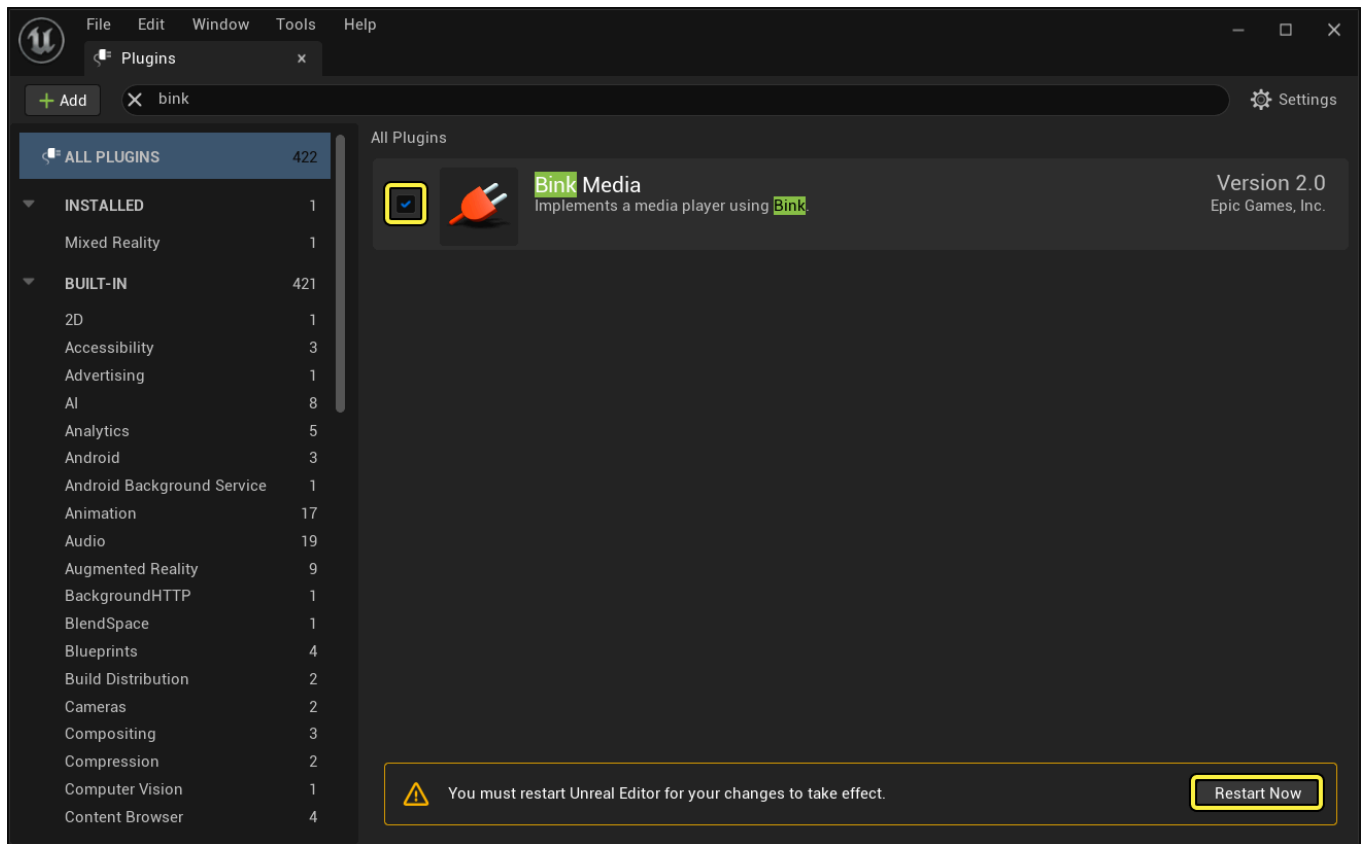 File Edit Window Tools Help
Plugins
Add bink Settings
ALL PLUGINS 422
INSTALLED 1
Mixed Reality 1
BUILT-IN 421
2D 1
Accessibility 3
Advertising 1
AI 8
Analytics 5
Android 3
Android Background Service 1
Animation 17
Audio 19
Augmented Reality 9
BackgroundHTTP 1
BlendSpace 1
Blueprints 4
Build Distribution 2
Cameras 2
Compositing 3
Compression 2
Computer Vision 1
Content Browser 4
All Plugins
Bink Media Version 2.0
Implements a media player using Bink. Epic Games, Inc.
You must restart Unreal Editor for your changes to take effect. Restart Now